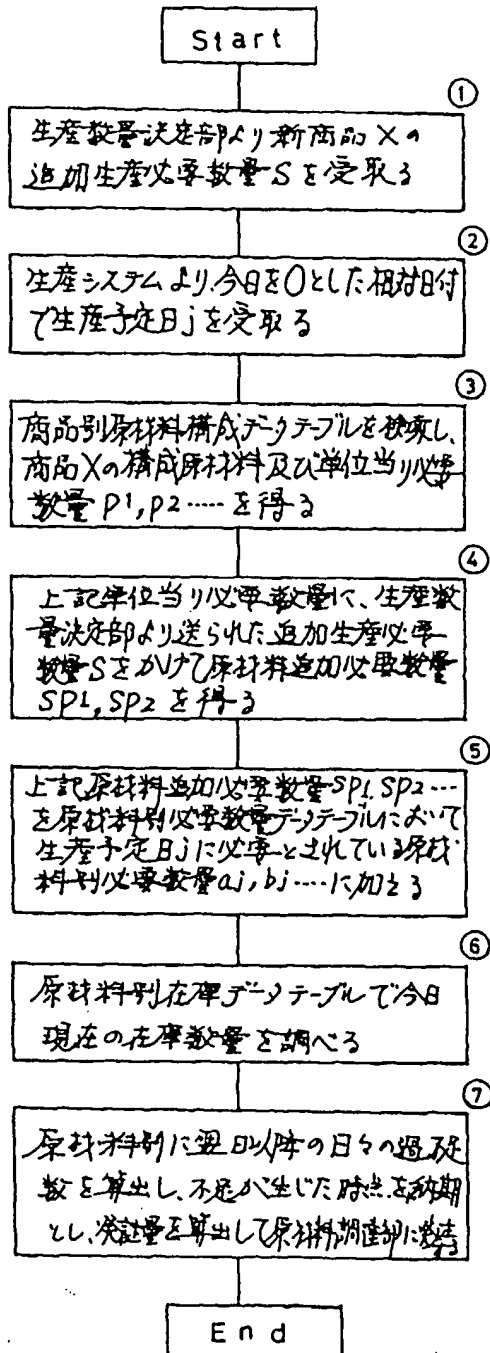 Start
①
生産数量決定部より新商品Xの
追加生産必要数量Sを受取る
②
生産システムより、今日を0とした相対日付
で生産予定日jを受取る
③
商品別原材料構成データテーブルを検索し、
商品Xの構成原材料及び単位当り必要
数量P1,P2……を得る
④
上記単位当り必要数量に、生産数
量決定部より送られた追加生産必要
数量Sをかけて原材料追加必要数量
SP1,SP2を得る
⑤
上記原材料追加必要数量SP1,SP2…
を原材料別必要数量データテーブルにおいて
生産予定日jに必要とされている原材
料別必要数量aj,bj……に加える
⑥
原材料別在庫データテーブルで今日
現在の在庫数量を調べる
⑦
原材料別に翌日以降の日々の過不足
数を算出し、不足が生じた時点を納期
とし、発註量を算出して原材料調達部に発注する
End